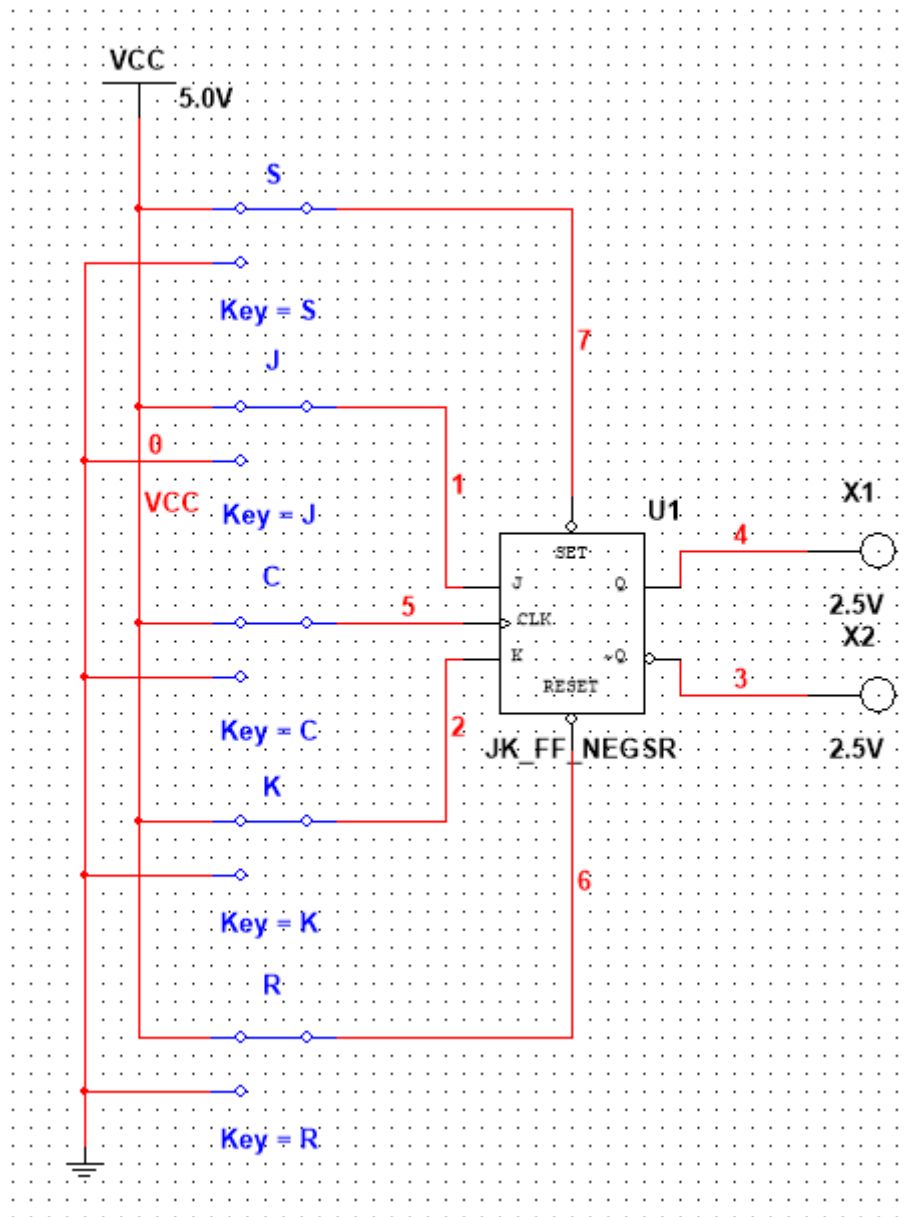 VCC
5.0V
S
Key = S
7
J
0
1
VCC
Key = J
X1
U1
4
SET
C
J
Q
2.5V
5
CLK
X2
K
~Q
RESET
3
2
Key = C
JK_FF_NEGSR
2.5V
K
6
Key = K
R
Key = R